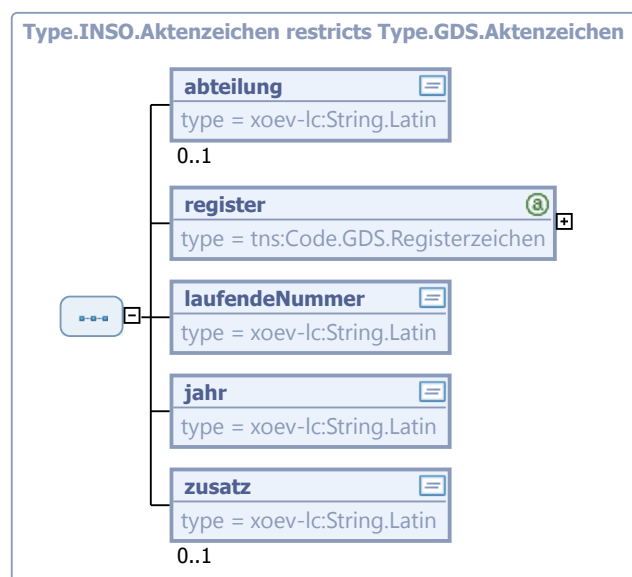 Type.INSO.Aktenzeichen restricts Type.GDS.Aktenzeichen
abteilung
type = xoev-lc:String.Latin
0..1
register
type = tns:Code.GDS.Registerzeichen
laufendeNummer
type = xoev-lc:String.Latin
jahr
type = xoev-lc:String.Latin
zusatz
type = xoev-lc:String.Latin
0..1